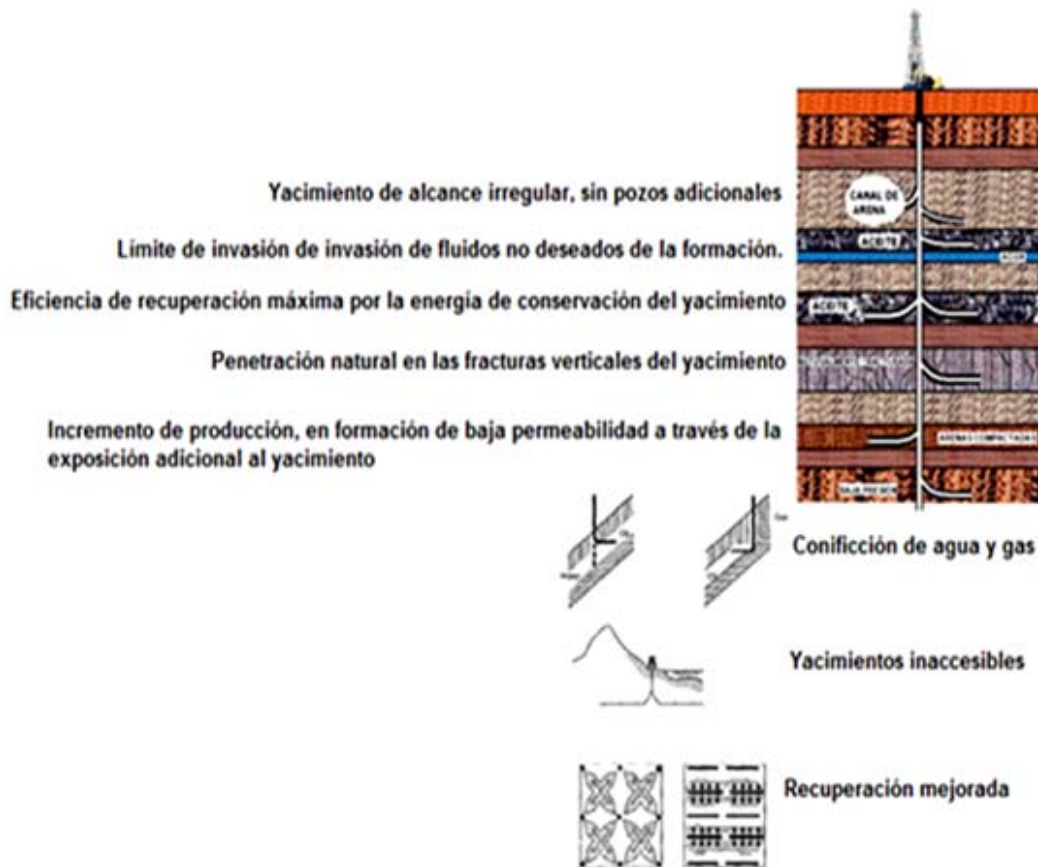 Yacimiento de alcance irregular, sin pozos adicionales
CANAL DE
ARENA
Límite de invasión de invasión de fluidos no deseados de la formación.
ACEITE
Eficiencia de recuperación máxima por la energía de conservación del yacimiento
ACEITE
Penetración natural en las fracturas verticales del yacimiento
Incremento de producción, en formación de baja permeabilidad a través de la
exposición adicional al yacimiento
ARENAS COMPACTADAS
BAJA PRESION
Conificción de agua y gas
Yacimientos inaccesibles
Recuperación mejorada